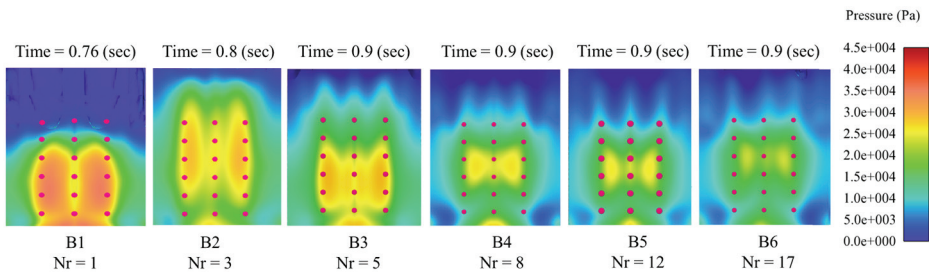 Pressure (Pa)
Time = 0.76 (sec)
Time = 0.8 (sec)
Time = 0.9 (sec)
Time = 0.9 (sec)
Time = 0.9 (sec)
Time = 0.9 (sec)
4.5e+004
4.0e+004
3.5e+004
3.0e+004
2.5e+004
2.0e+004
1.5e+004
1.0e+004
5.0e+003
0.0e+000
B1
B2
B3
B4
B5
B6
Nr = 1
Nr = 3
Nr = 5
Nr = 8
Nr = 12
Nr = 17